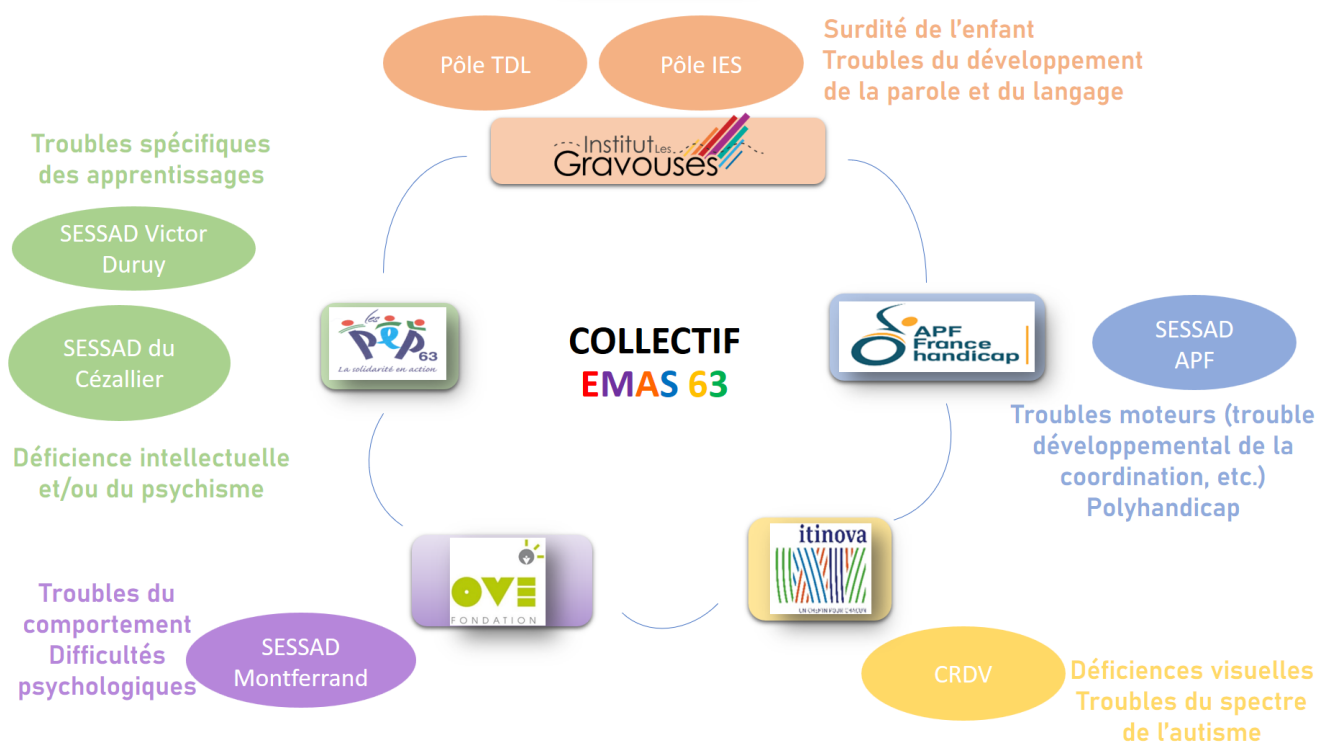 Pôle TDL
Pôle IES
Surdité de l'enfant
Troubles du développement
de la parole et du langage
Institut Les
Gravouses
Troubles spécifiques
des apprentissages
SESSAD Victor
Duruy
SESSAD du
Cézallier
Déficience intellectuelle
et/ou du psychisme
les
PEP
63
La solidarité en action
COLLECTIF
EMAS 63
APF
France
handicap
SESSAD
APF
Troubles moteurs (trouble
développemental de la
coordination, etc.)
Polyhandicap
OVE
FONDATION
itinova
UN CHEMIN POUR CHACUN
Troubles du
comportement
Difficultés
psychologiques
SESSAD
Montferrand
CRDV
Déficiences visuelles
Troubles du spectre
de l'autisme